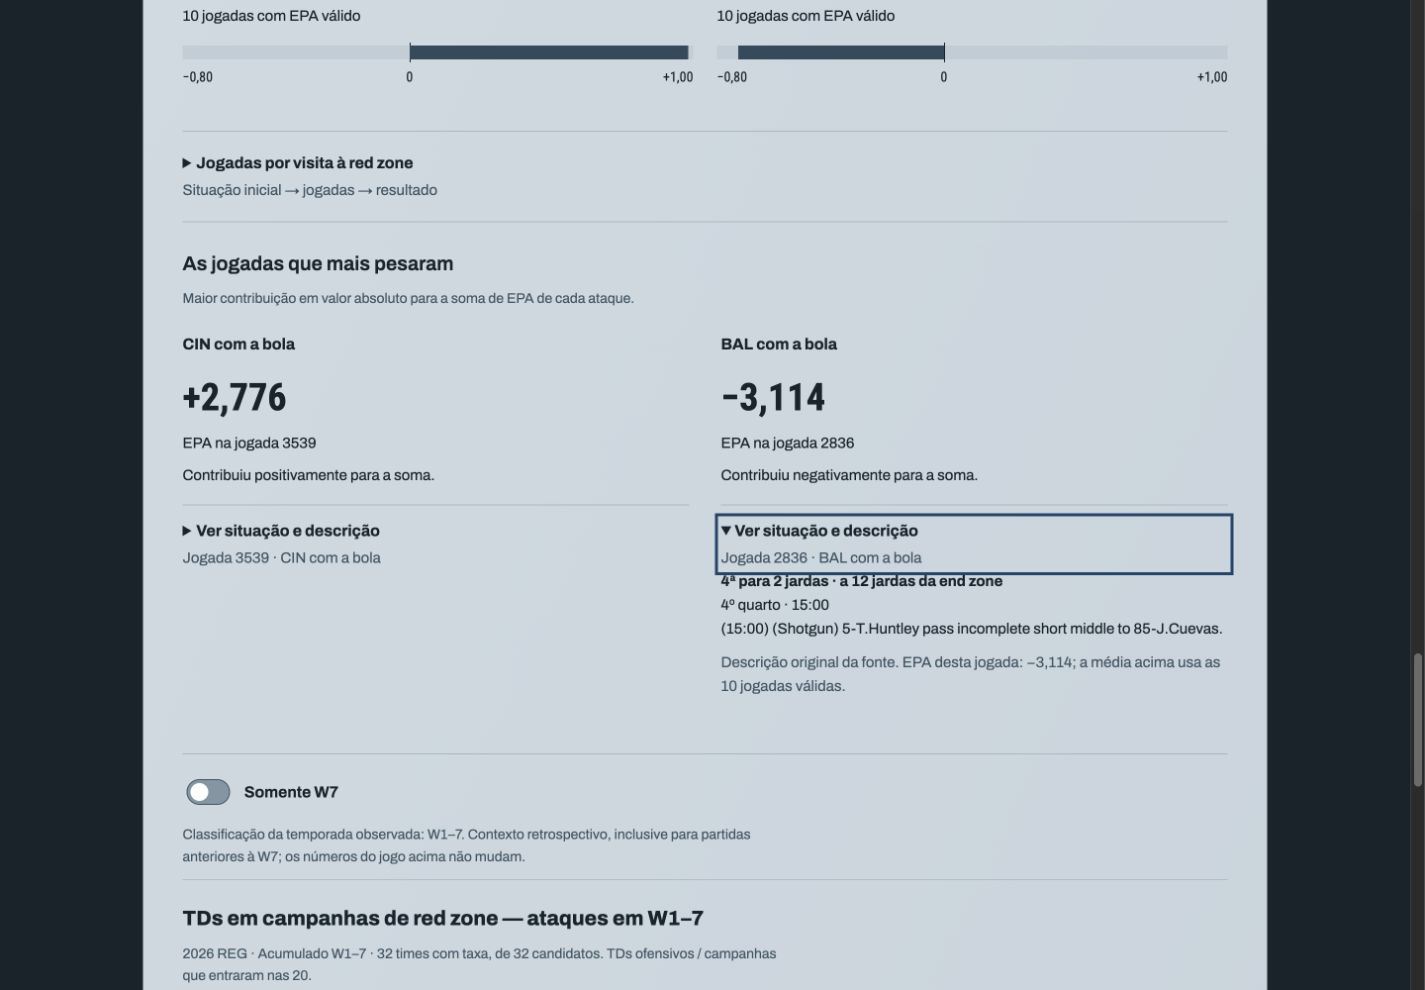 10 jogadas com EPA válido
−0,80 0 +1,00
10 jogadas com EPA válido
−0,80 0 +1,00
Jogadas por visita à red zone
Situação inicial → jogadas → resultado
As jogadas que mais pesaram
Maior contribuição em valor absoluto para a soma de EPA de cada ataque.
CIN com a bola
+2,776
EPA na jogada 3539
Contribuiu positivamente para a soma.
Ver situação e descrição
Jogada 3539 · CIN com a bola
BAL com a bola
−3,114
EPA na jogada 2836
Contribuiu negativamente para a soma.
Ver situação e descrição
Jogada 2836 · BAL com a bola
4ª para 2 jardas · a 12 jardas da end zone
4º quarto · 15:00
(15:00) (Shotgun) 5-T.Huntley pass incomplete short middle to 85-J.Cuevas.
Descrição original da fonte. EPA desta jogada: −3,114; a média acima usa as
10 jogadas válidas.
Somente W7
Classificação da temporada observada: W1–7. Contexto retrospectivo, inclusive para partidas
anteriores à W7; os números do jogo acima não mudam.
TDs em campanhas de red zone — ataques em W1–7
2026 REG · Acumulado W1–7 · 32 times com taxa, de 32 candidatos. TDs ofensivos / campanhas
que entraram nas 20.